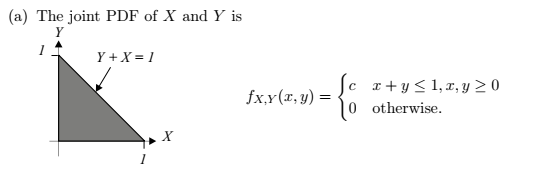 (a) The joint PDF of X and Y is
Y
1
Y + X = 1
f_{X,Y}(x, y) = { c x + y ≤ 1, x, y ≥ 0
0 otherwise.
X
1